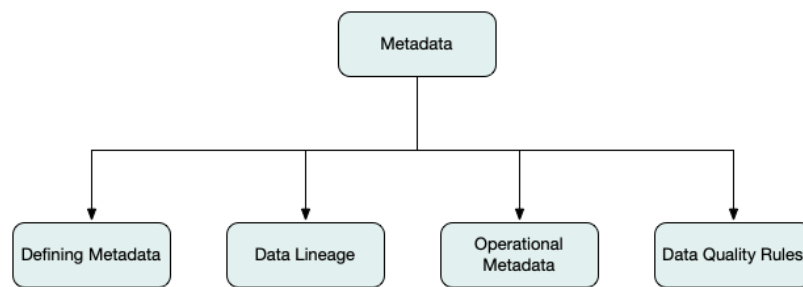 Metadata
Defining Metadata
Data Lineage
Operational
Metadata
Data Quality Rules